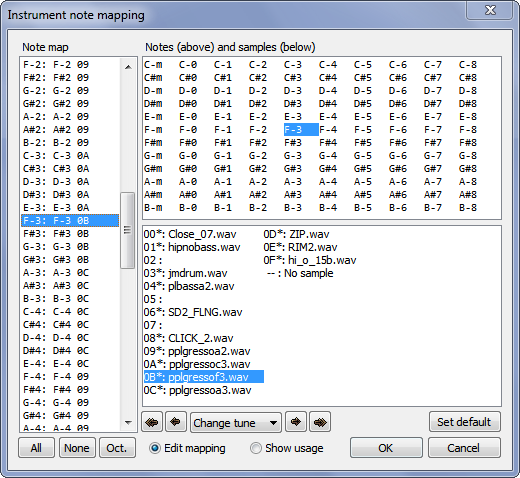 Instrument note mapping
Note map
F-2: F-2 09
F#2: F#2 09
G-2: G-2 09
G#2: G#2 09
A-2: A-2 09
A#2: A#2 09
B-2: B-2 09
C-3: C-3 0A
C#3: C#3 0A
D-3: D-3 0A
D#3: D#3 0A
E-3: E-3 0A
F-3: F-3 0B
F#3: F#3 0B
G-3: G-3 0B
G#3: G#3 0B
A-3: A-3 0C
A#3: A#3 0C
B-3: B-3 0C
C-4: C-4 0C
C#4: C#4 0C
D-4: D-4 0C
D#4: D#4 0C
E-4: E-4 0C
F-4: F-4 09
F#4: F#4 09
G-4: G-4 09
G#4: G#4 09
A-4: A-4 09
Notes (above) and samples (below)
C-m C-0 C-1 C-2 C-3 C-4 C-5 C-6 C-7 C-8
C#m C#0 C#1 C#2 C#3 C#4 C#5 C#6 C#7 C#8
D-m D-0 D-1 D-2 D-3 D-4 D-5 D-6 D-7 D-8
D#m D#0 D#1 D#2 D#3 D#4 D#5 D#6 D#7 D#8
E-m E-0 E-1 E-2 E-3 E-4 E-5 E-6 E-7 E-8
F-m F-0 F-1 F-2 F-3 F-4 F-5 F-6 F-7 F-8
F#m F#0 F#1 F#2 F#3 F#4 F#5 F#6 F#7 F#8
G-m G-0 G-1 G-2 G-3 G-4 G-5 G-6 G-7 G-8
G#m G#0 G#1 G#2 G#3 G#4 G#5 G#6 G#7 G#8
A-m A-0 A-1 A-2 A-3 A-4 A-5 A-6 A-7 A-8
A#m A#0 A#1 A#2 A#3 A#4 A#5 A#6 A#7 A#8
B-m B-0 B-1 B-2 B-3 B-4 B-5 B-6 B-7 B-8
00*: Close_07.wav
01*: hipnobass.wav
02 :
03*: jmdrum.wav
04*: plbassa2.wav
05 :
06*: SD2_FLNG.wav
07 :
08*: CLICK_2.wav
09*: pplgressoa2.wav
0A*: pplgressoc3.wav
0B*: pplgressof3.wav
0C*: pplgressoa3.wav
0D*: ZIP.wav
0E*: RIM2.wav
0F*: hi_o_15b.wav
-- : No sample
Change tune
Set default
All
None
Oct.
Edit mapping
Show usage
OK
Cancel